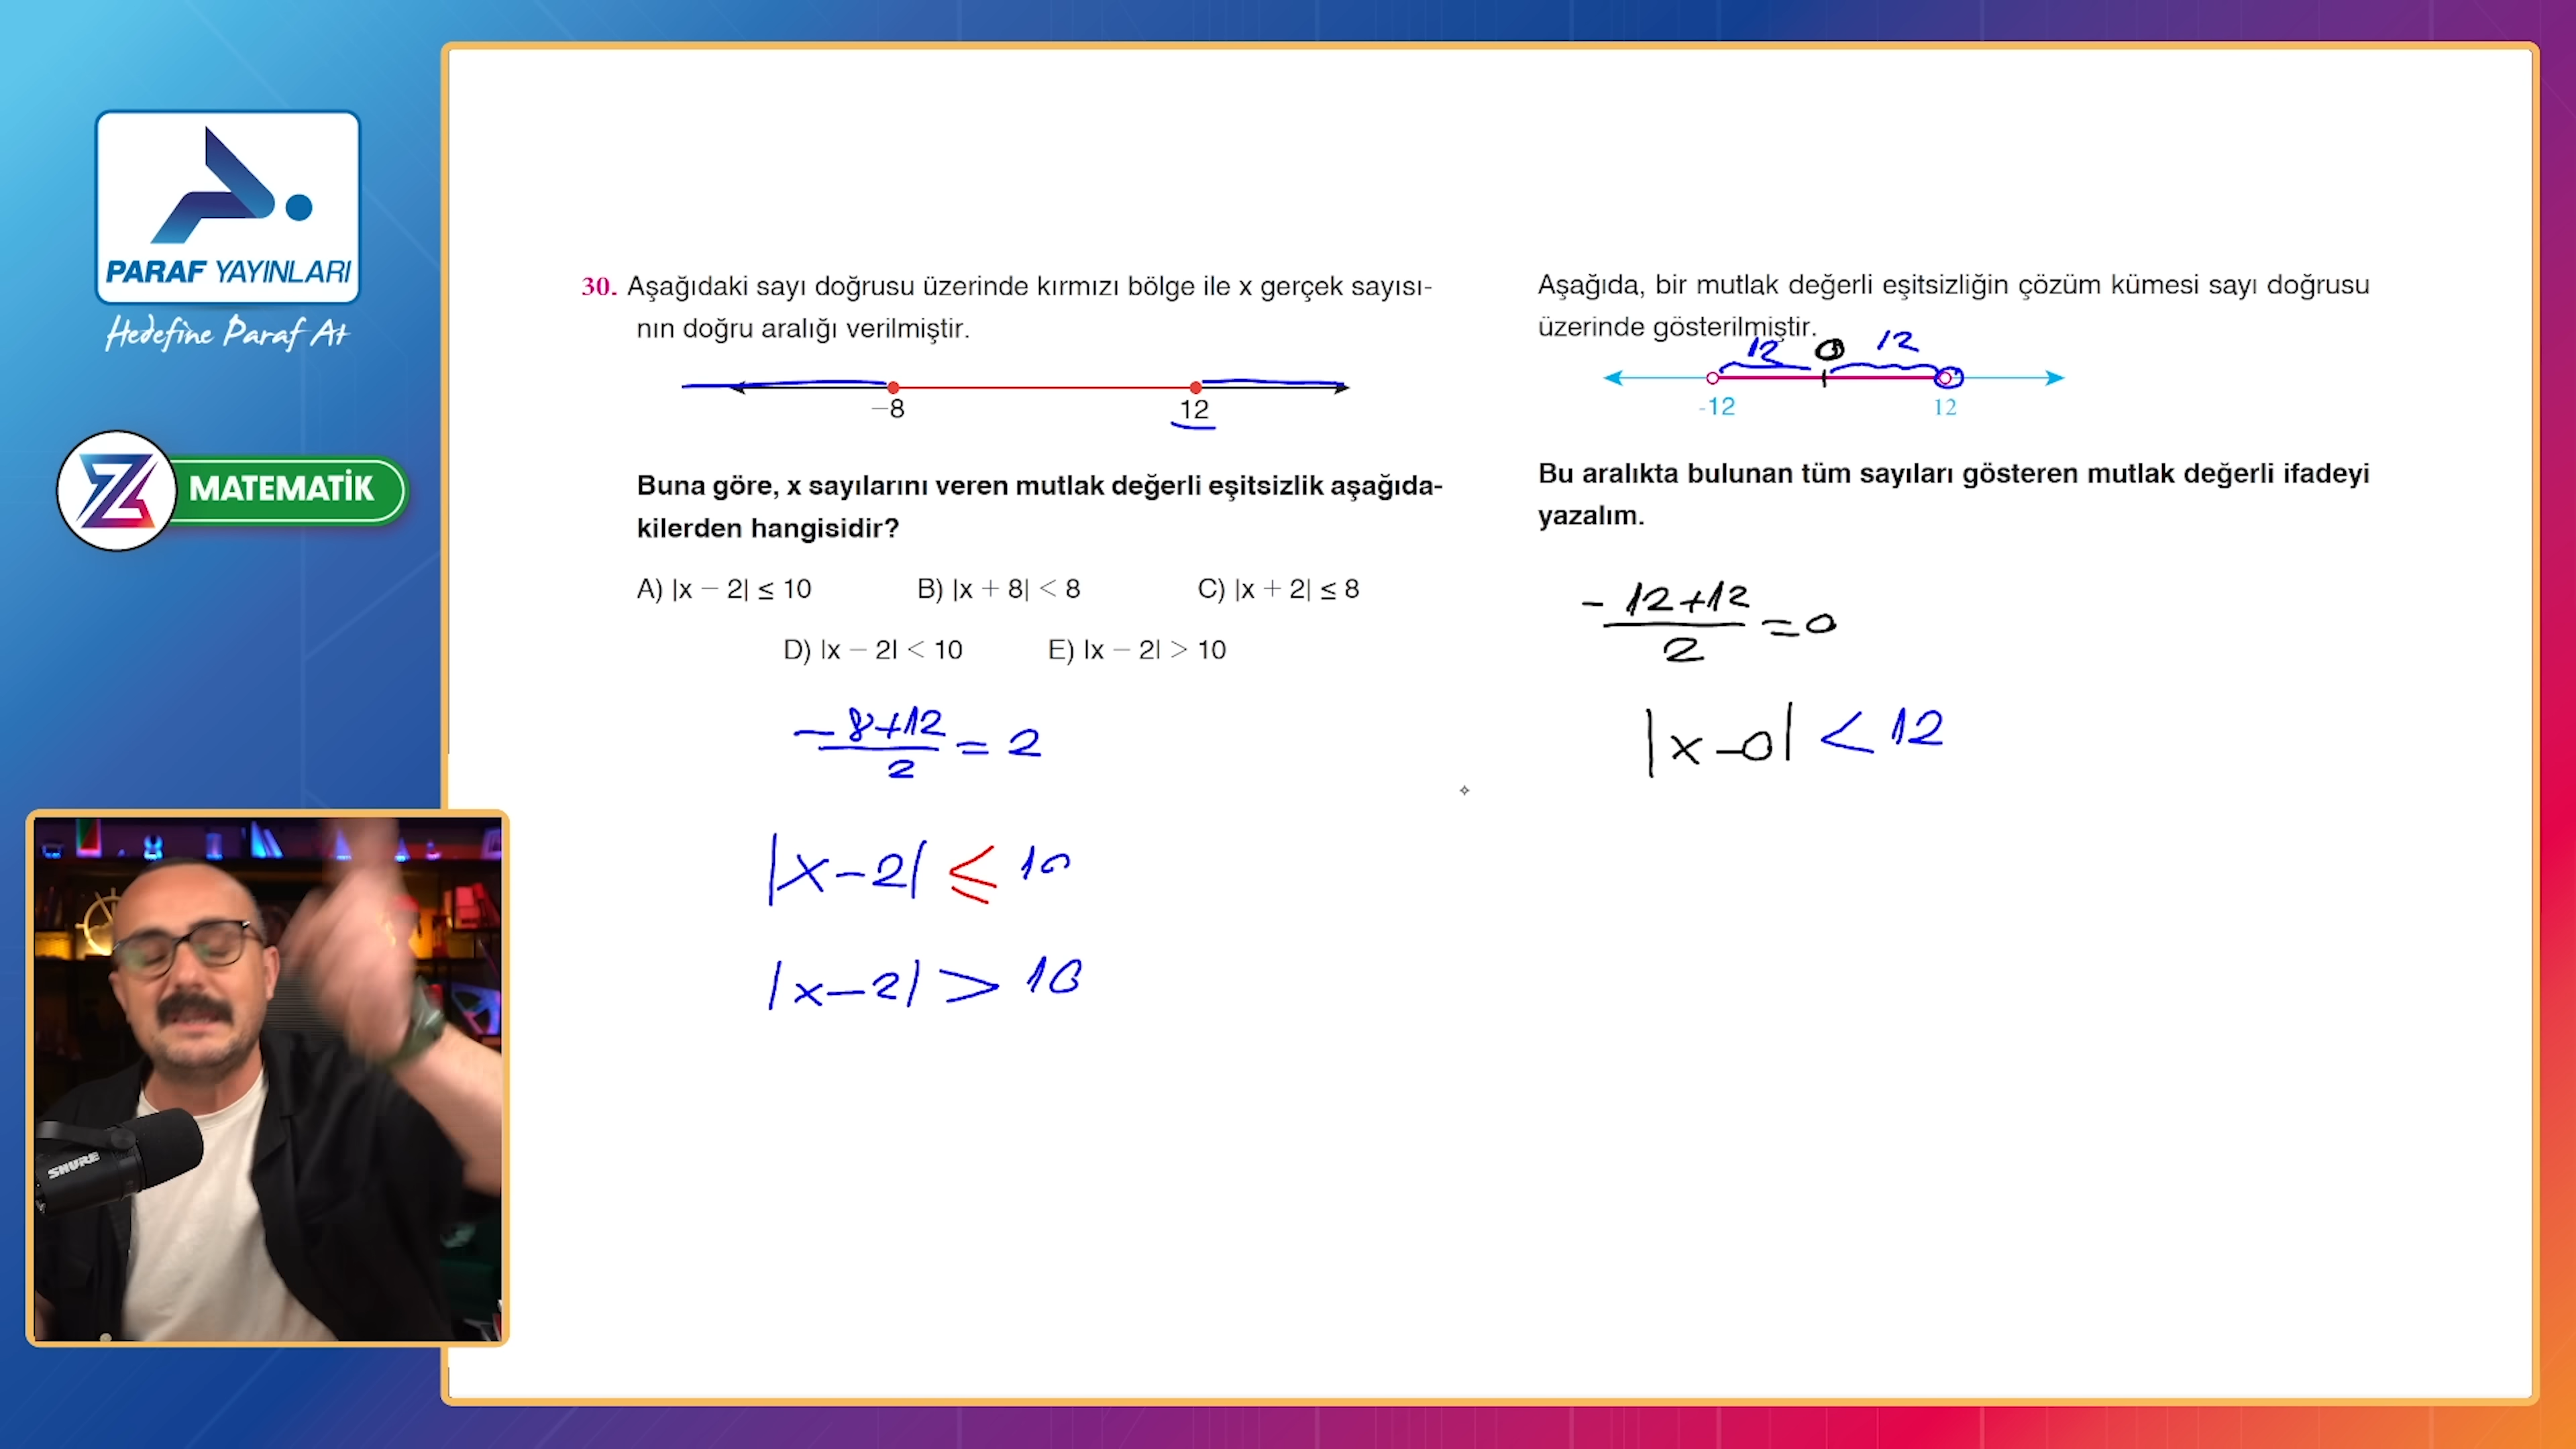 PARAF YAYINLARI
Hedefine Paraf At
MATEMATİK
SHURE
30. Aşağıdaki sayı doğrusu üzerinde kırmızı bölge ile x gerçek sayısı-
nın doğru aralığı verilmiştir.
−8 12
Buna göre, x sayılarını veren mutlak değerli eşitsizlik aşağıda-
kilerden hangisidir?
A) |x − 2| ≤ 10 B) |x + 8| < 8 C) |x + 2| ≤ 8
D) |x − 2| < 10 E) |x − 2| > 10
−8+12
2
= 2
|x−2| ≤ 10
|x−2| > 10
Aşağıda, bir mutlak değerli eşitsizliğin çözüm kümesi sayı doğrusu
üzerinde gösterilmiştir.
12 0 12
-12 12
Bu aralıkta bulunan tüm sayıları gösteren mutlak değerli ifadeyi
yazalım.
−12+12
2
=0
|x−0| < 12